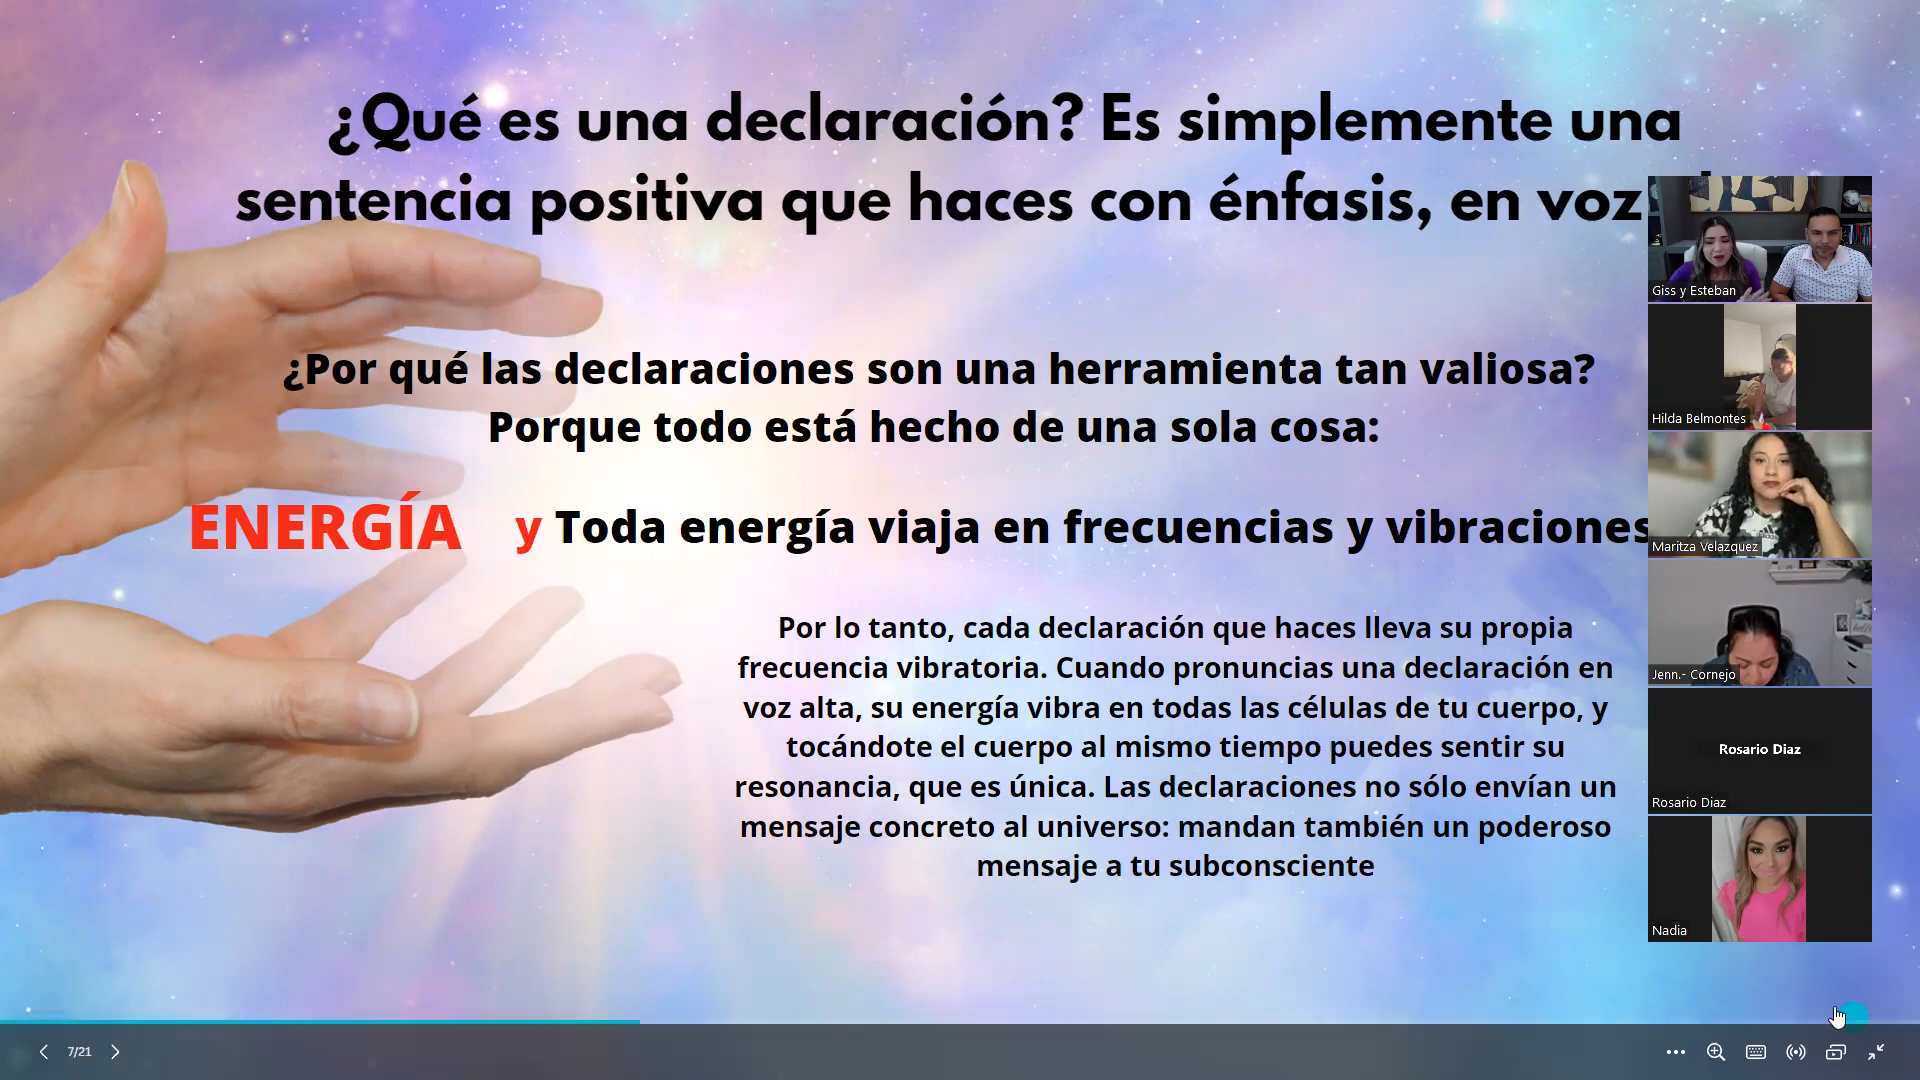 ¿Qué es una declaración? Es simplemente una
sentencia positiva que haces con énfasis, en voz
¿Por qué las declaraciones son una herramienta tan valiosa?
Porque todo está hecho de una sola cosa:
ENERGÍA y Toda energía viaja en frecuencias y vibraciones
Por lo tanto, cada declaración que haces lleva su propia
frecuencia vibratoria. Cuando pronuncias una declaración en
voz alta, su energía vibra en todas las células de tu cuerpo, y
tocándote el cuerpo al mismo tiempo puedes sentir su
resonancia, que es única. Las declaraciones no sólo envían un
mensaje concreto al universo: mandan también un poderoso
mensaje a tu subconsciente
Giss y Esteban
Hilda Belmontes
Maritza Velazquez
Jenn.- Cornejo
Rosario Diaz
Rosario Diaz
Nadia
7/21